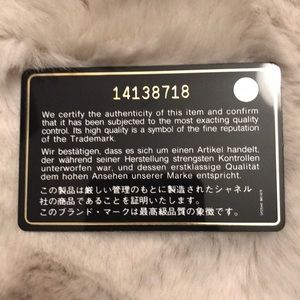 14138718
We certify the authenticity of this item and confirm
that it has been subjected to the most exacting quality
control. Its high quality is a symbol of the fine reputation
of the Trademark.
Wir bestätigen, dass es sich um einen Artikel handelt,
der während seiner Herstellung strengsten Kontrollen
unterworfen war, und dessen erstklassige Qualität
dem hohen Ansehen unserer Marke entspricht.
この製品は厳しい管理のもとに製造されたシャネル
社の商品であることを証明いたします。
このブランド・マークは最高級品質の象徴です。